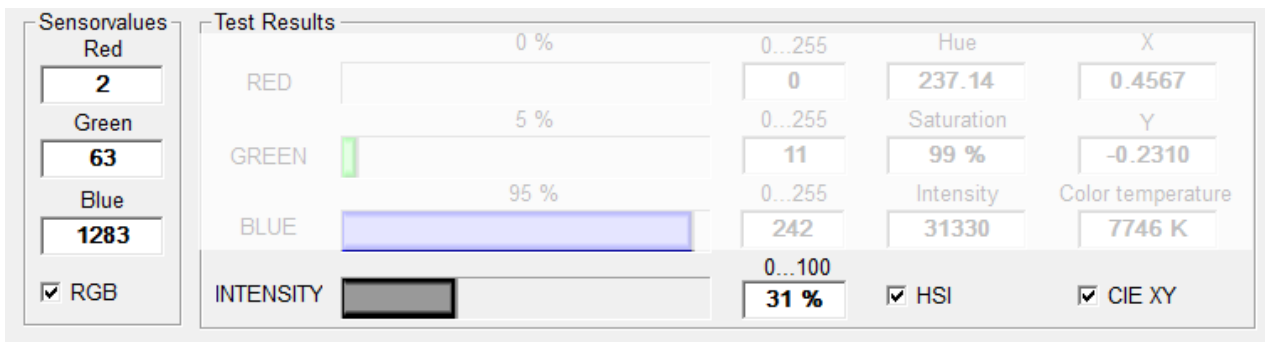 Sensorvalues
Red
2
Green
63
Blue
1283
RGB
Test Results
0 % 0...255 Hue X
RED 0 237.14 0.4567
5 % 0...255 Saturation Y
GREEN 11 99 % -0.2310
95 % 0...255 Intensity Color temperature
BLUE 242 31330 7746 K
0...100
INTENSITY 31 % HSI CIE XY